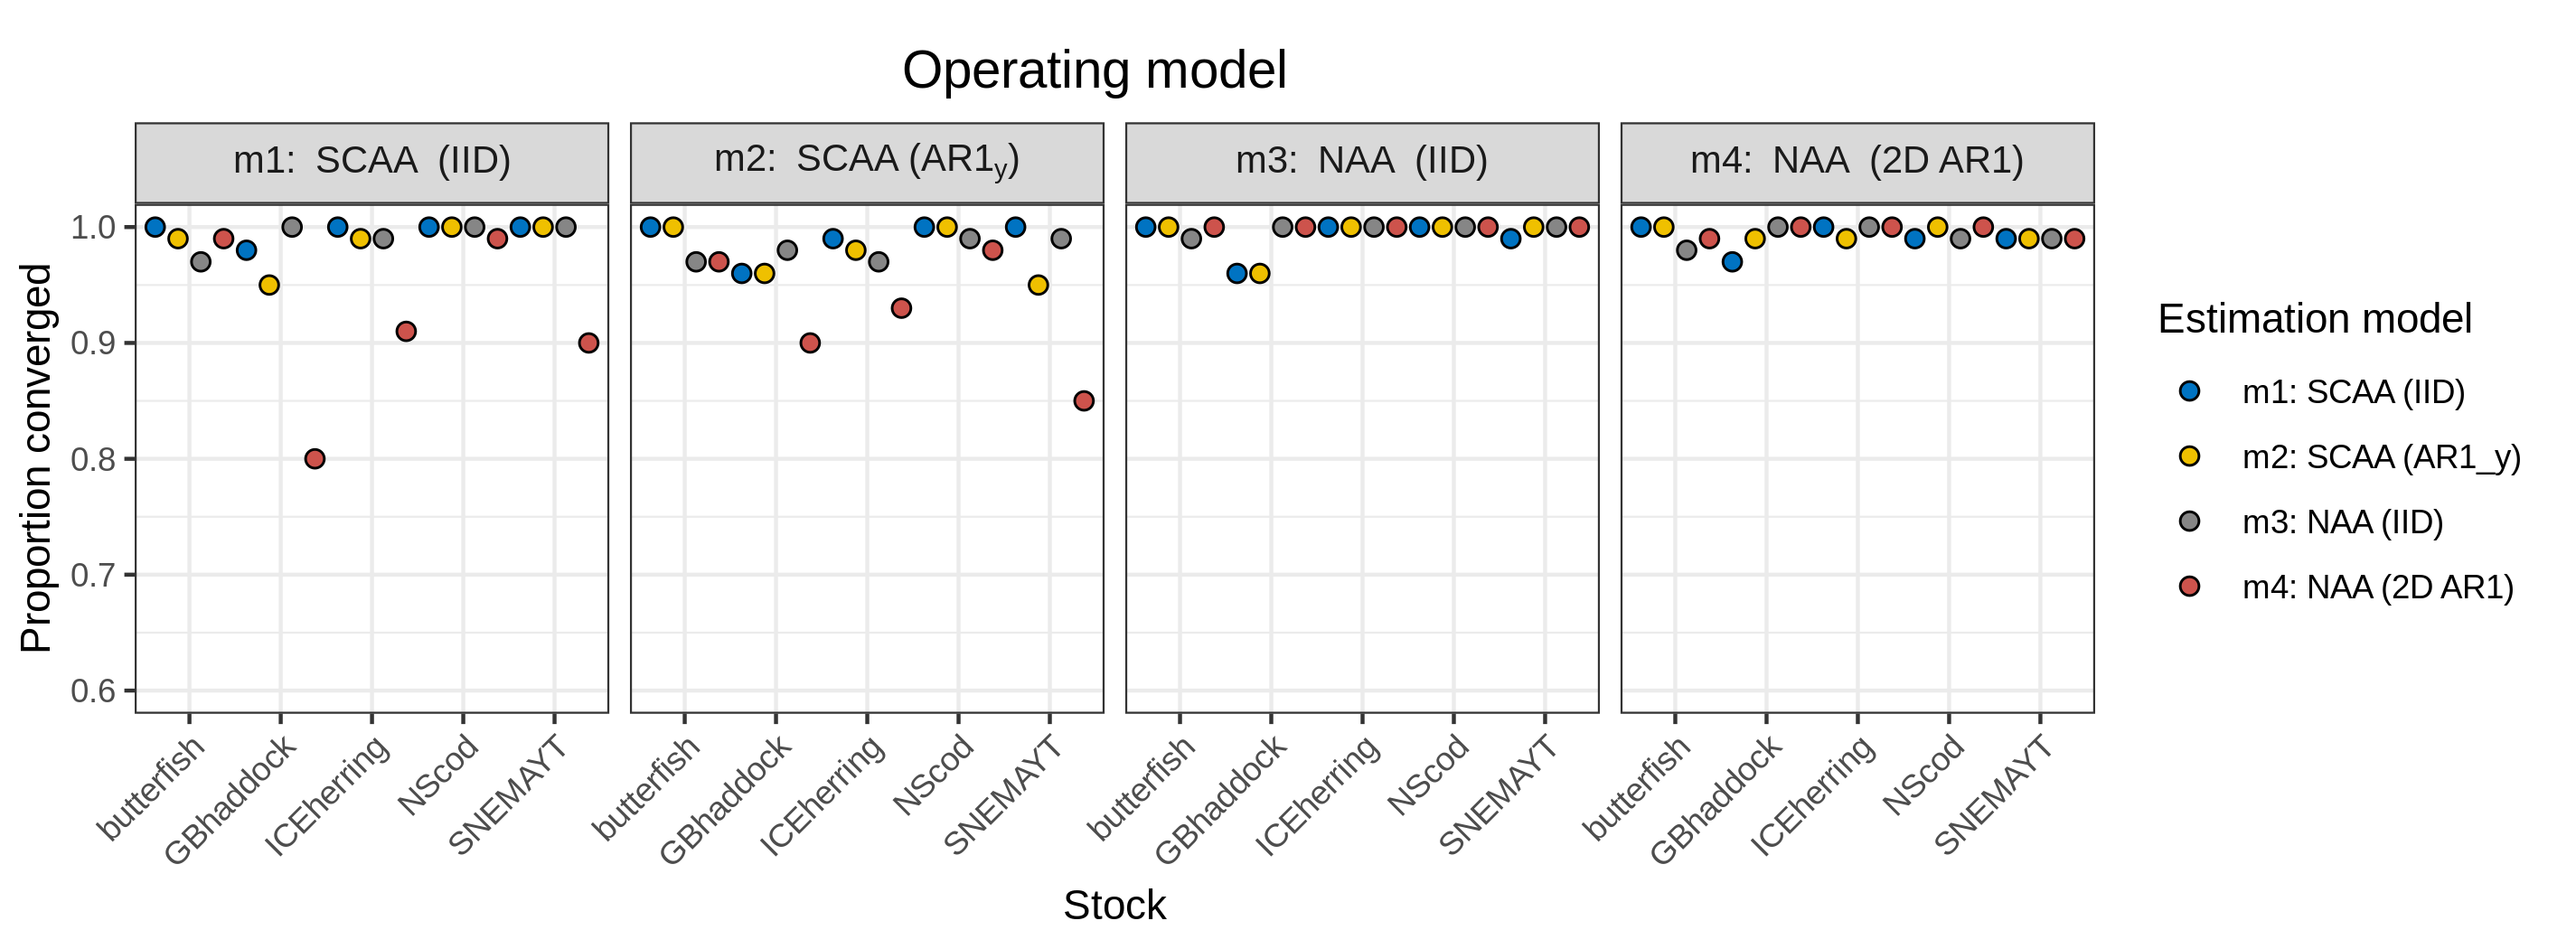 Operating model
m1: SCAA (IID)
m2: SCAA (AR1y)
m3: NAA (IID)
m4: NAA (2D AR1)
Proportion converged
1.0
0.9
0.8
0.7
0.6
butterfish
GBhaddock
ICEherring
NScod
SNEMAYT
butterfish
GBhaddock
ICEherring
NScod
SNEMAYT
butterfish
GBhaddock
ICEherring
NScod
SNEMAYT
butterfish
GBhaddock
ICEherring
NScod
SNEMAYT
Stock
Estimation model
m1: SCAA (IID)
m2: SCAA (AR1_y)
m3: NAA (IID)
m4: NAA (2D AR1)